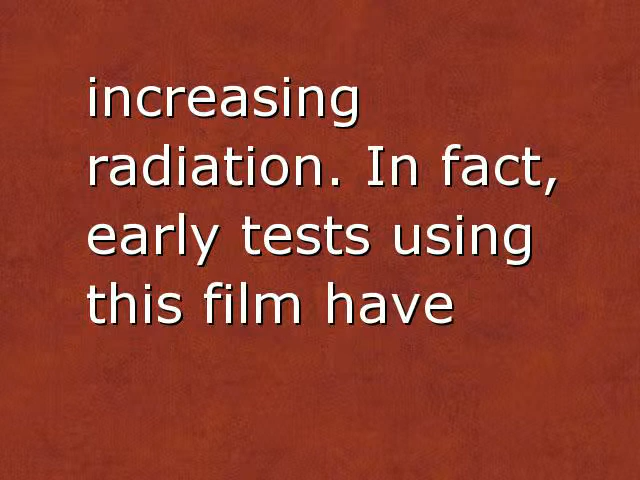 increasing
radiation. In fact,
early tests using
this film have